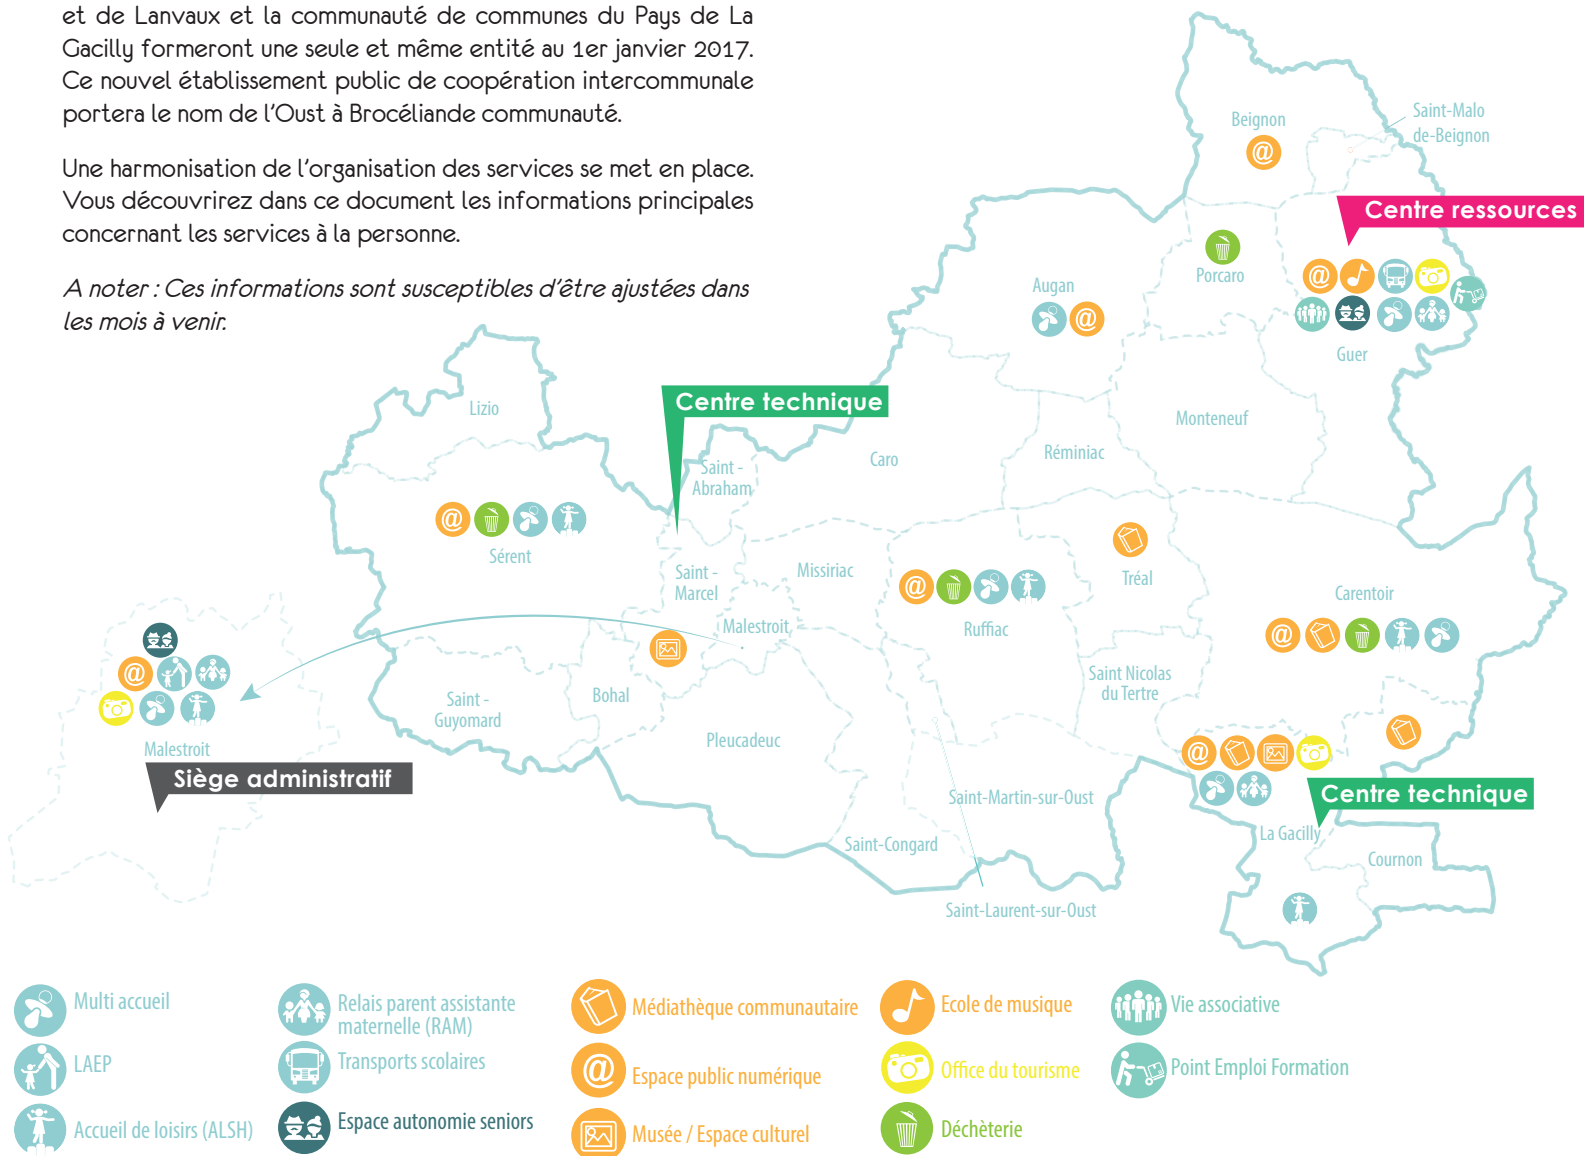 et de Lanvaux et la communauté de communes du Pays de La
Gacilly formeront une seule et même entité au 1er janvier 2017.
Ce nouvel établissement public de coopération intercommunale
portera le nom de l'Oust à Brocéliande communauté.
Une harmonisation de l'organisation des services se met en place.
Vous découvrirez dans ce document les informations principales
concernant les services à la personne.
A noter : Ces informations sont susceptibles d'être ajustées dans
les mois à venir.
Beignon
Saint-Malo
de-Beignon
Centre ressources
Porcaro
Augan
Guer
Lizio
Centre technique
Monteneuf
Réminiac
Caro
Saint -
Abraham
Sérent
Saint -
Marcel
Missiriac
Tréal
Carentoir
Malestroit
Ruffiac
Saint Nicolas
du Tertre
Saint -
Guyomard
Bohal
Pleucadeuc
Malestroit
Siège administratif
Saint-Martin-sur-Oust
Centre technique
La Gacilly
Saint-Congard
Cournon
Saint-Laurent-sur-Oust
Multi accueil
LAEP
Accueil de loisirs (ALSH)
Relais parent assistante
maternelle (RAM)
Transports scolaires
Espace autonomie seniors
Médiathèque communautaire
Espace public numérique
Musée / Espace culturel
Ecole de musique
Office du tourisme
Déchèterie
Vie associative
Point Emploi Formation